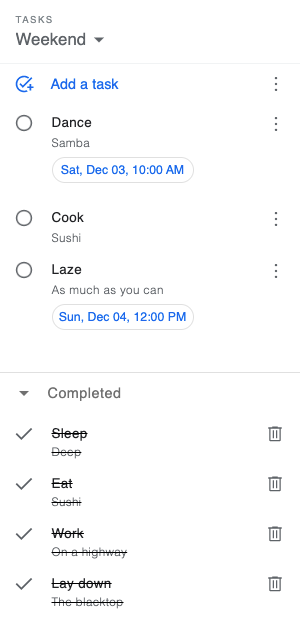 TASKS
Weekend
Add a task
Dance
Samba
Sat, Dec 03, 10:00 AM
Cook
Sushi
Laze
As much as you can
Sun, Dec 04, 12:00 PM
Completed
Sleep
Deep
Eat
Sushi
Work
On a highway
Lay down
The blacktop